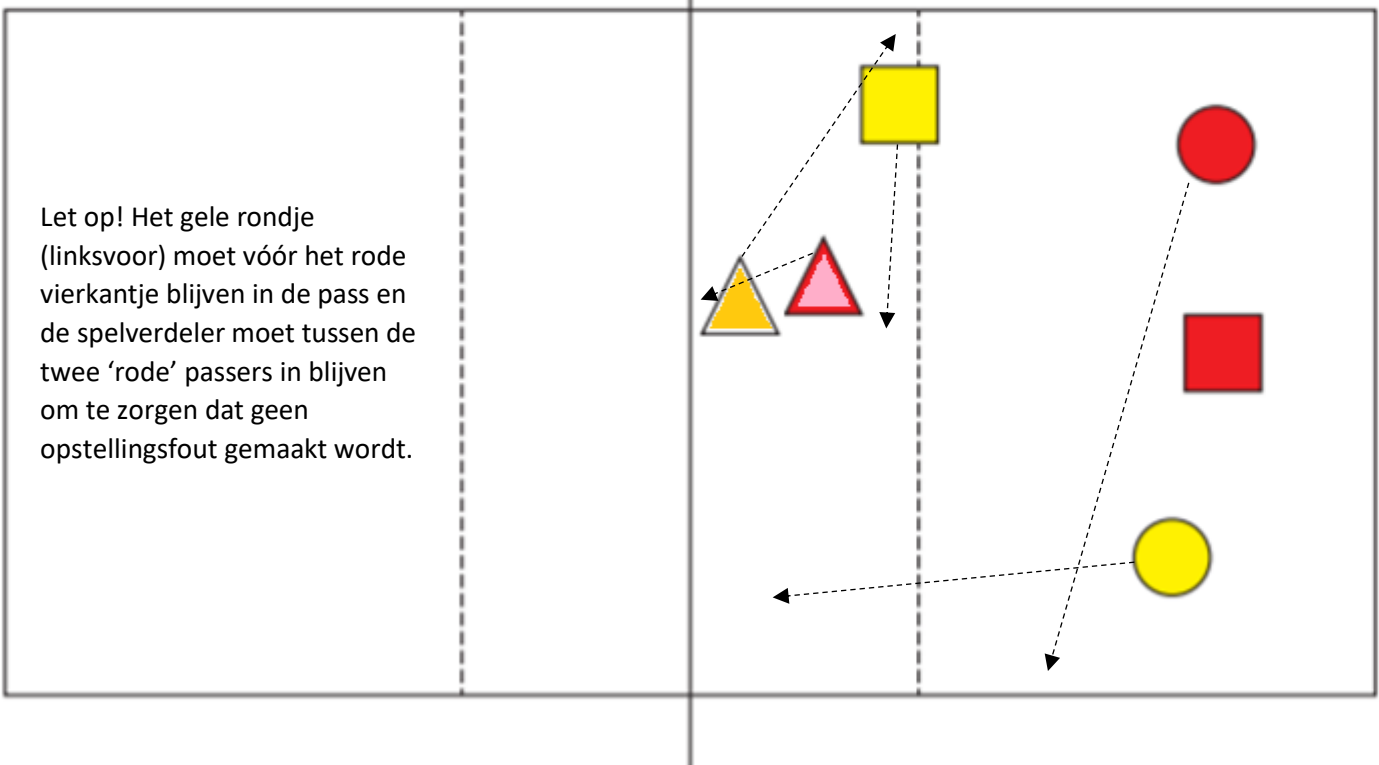 Let op! Het gele rondje
(linksvoor) moet vóór het rode
vierkantje blijven in de pass en
de spelverdeler moet tussen de
twee ‘rode’ passers in blijven
om te zorgen dat geen
opstellingsfout gemaakt wordt.